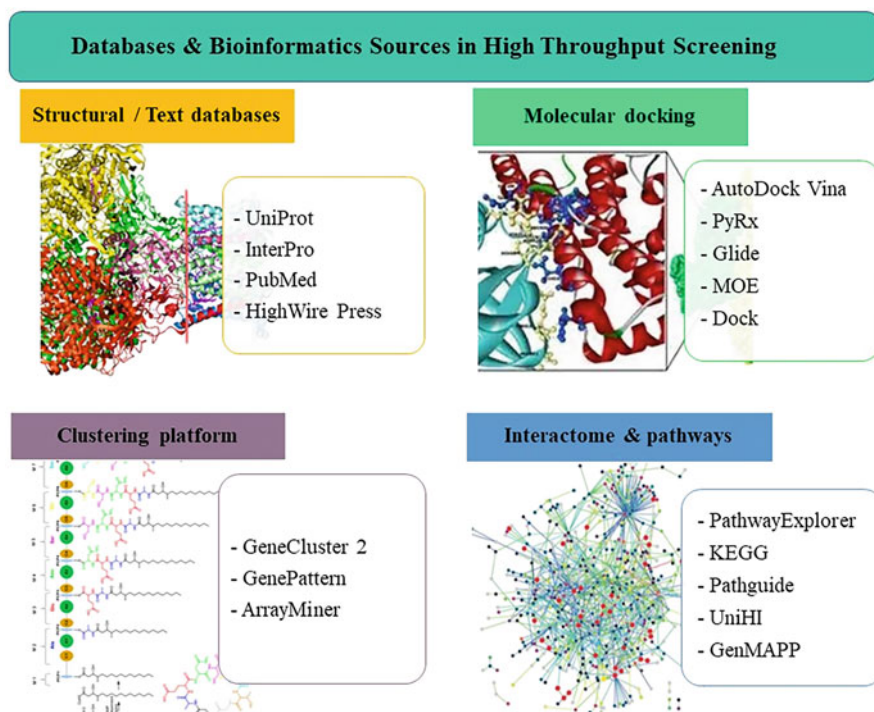 Databases & Bioinformatics Sources in High Throughput Screening
Structural / Text databases
- UniProt
- InterPro
- PubMed
- HighWire Press
Molecular docking
- AutoDock Vina
- PyRx
- Glide
- MOE
- Dock
Clustering platform
- GeneCluster 2
- GenePattern
- ArrayMiner
Interactome & pathways
- PathwayExplorer
- KEGG
- Pathguide
- UniHI
- GenMAPP